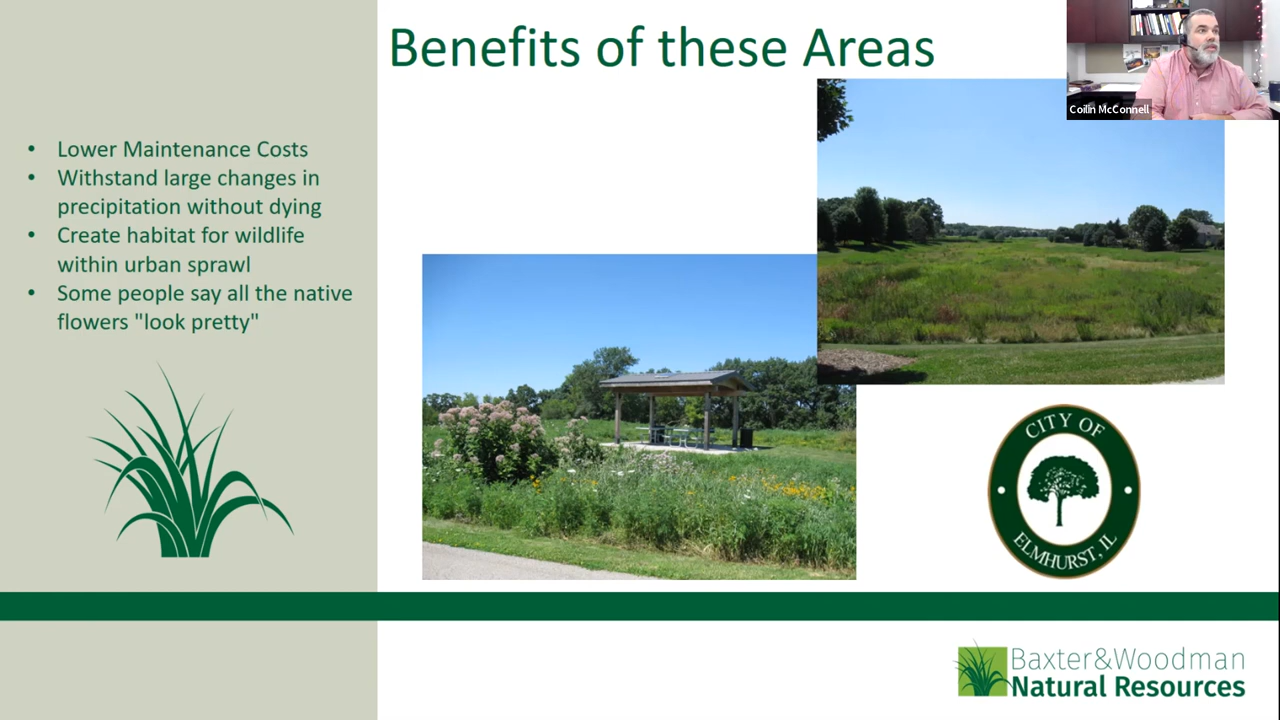 Benefits of these Areas
Coilin McConnell
• Lower Maintenance Costs
• Withstand large changes in
precipitation without dying
• Create habitat for wildlife
within urban sprawl
• Some people say all the native
flowers "look pretty"
CITY OF
ELMHURST, IL
Baxter&Woodman
Natural Resources